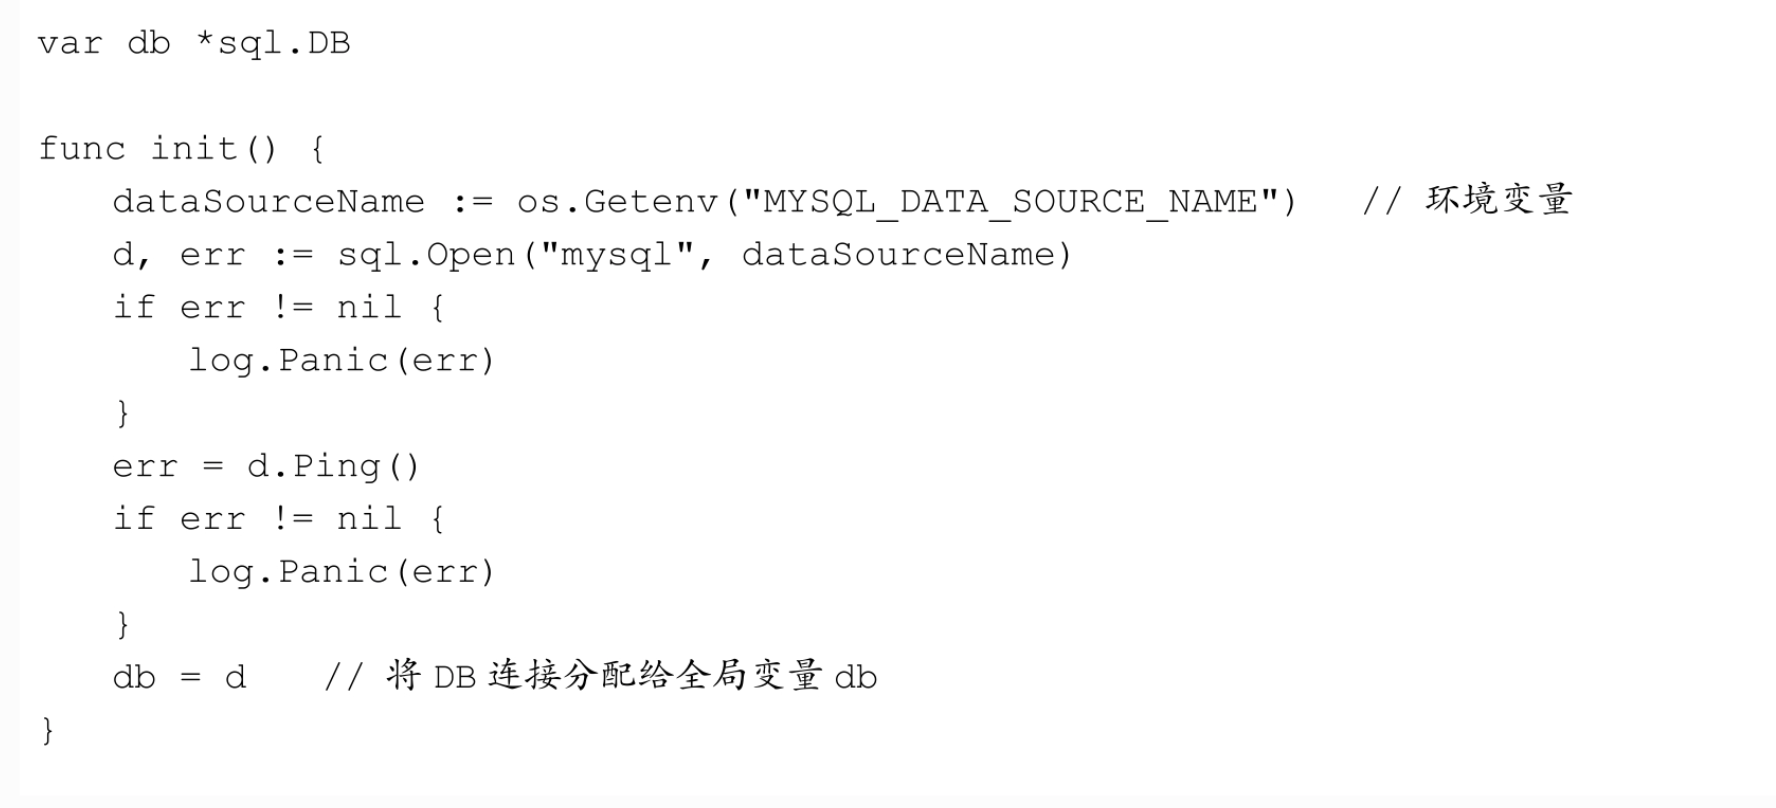 var db *sql.DB
func init() {
    dataSourceName := os.Getenv("MYSQL_DATA_SOURCE_NAME")   // 环境变量
    d, err := sql.Open("mysql", dataSourceName)
    if err != nil {
        log.Panic(err)
    }
    err = d.Ping()
    if err != nil {
        log.Panic(err)
    }
    db = d    // 将 DB 连接分配给全局变量 db
}